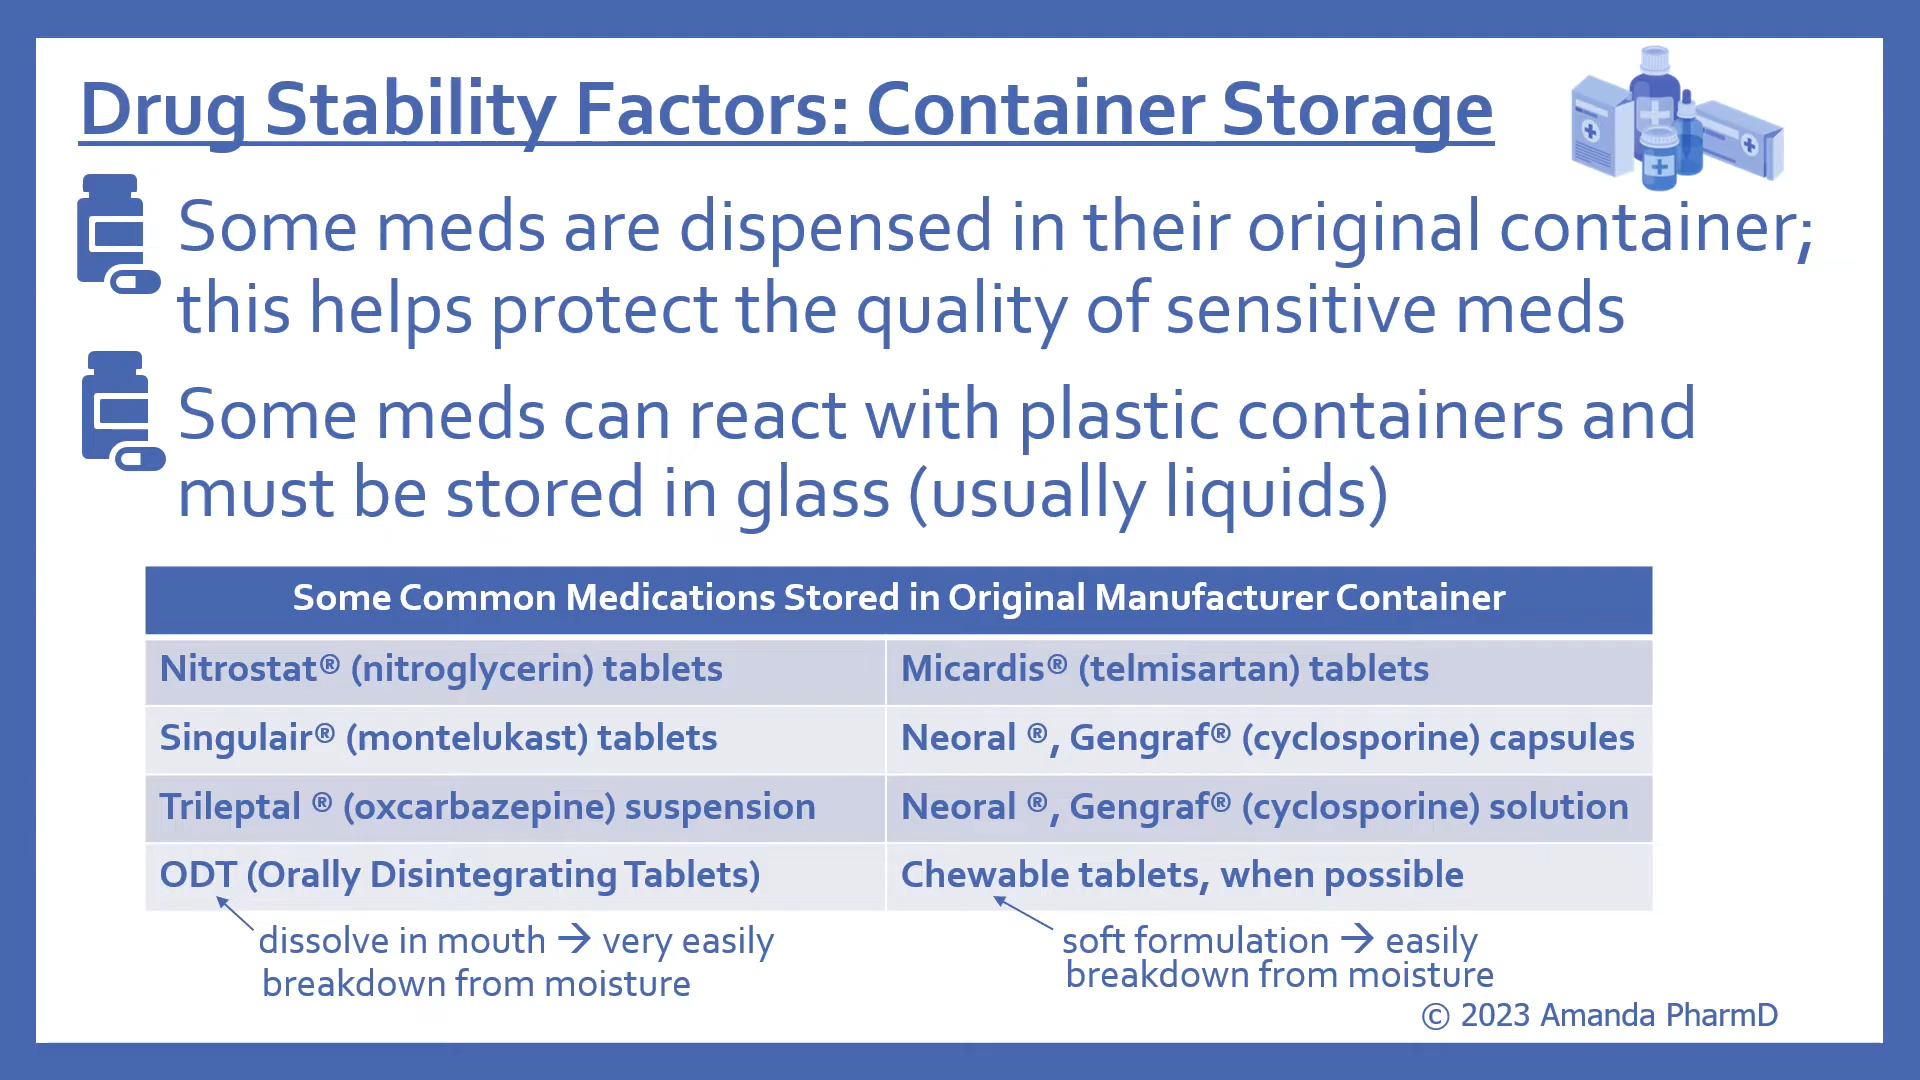 Drug Stability Factors: Container Storage
Some meds are dispensed in their original container;
this helps protect the quality of sensitive meds
Some meds can react with plastic containers and
must be stored in glass (usually liquids)
Some Common Medications Stored in Original Manufacturer Container
Nitrostat® (nitroglycerin) tablets
Micardis® (telmisartan) tablets
Singulair® (montelukast) tablets
Neoral ®, Gengraf® (cyclosporine) capsules
Trileptal ® (oxcarbazepine) suspension
Neoral ®, Gengraf® (cyclosporine) solution
ODT (Orally Disintegrating Tablets)
Chewable tablets, when possible
dissolve in mouth → very easily
breakdown from moisture
soft formulation → easily
breakdown from moisture
© 2023 Amanda PharmD